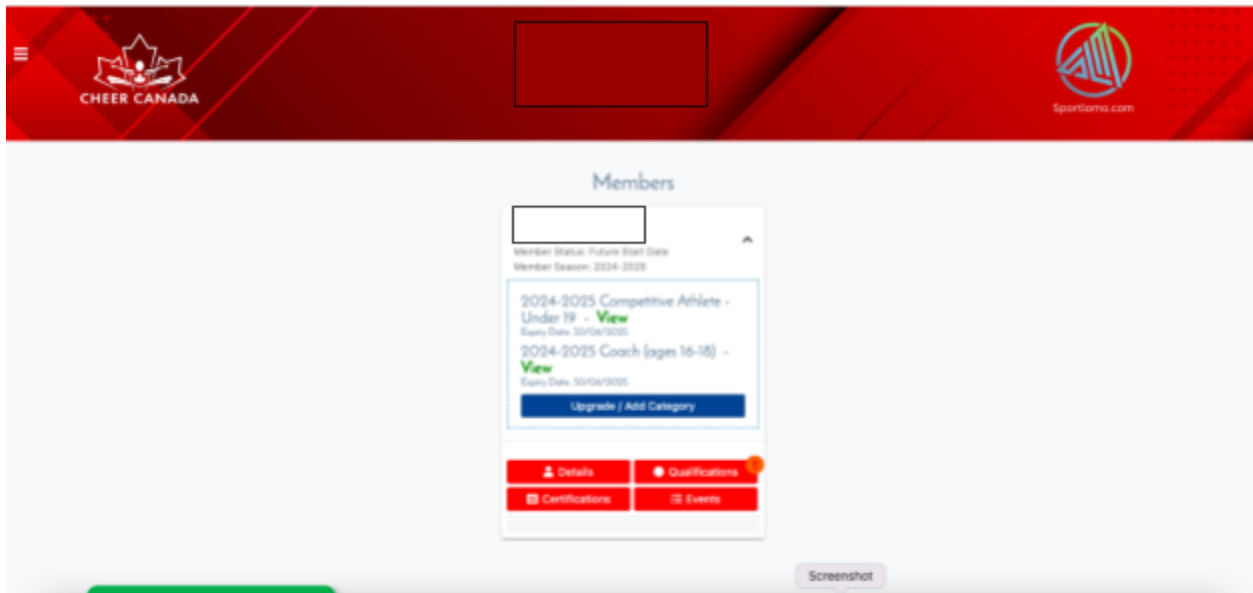 CHEER CANADA
Sportlomo.com
Members
Member Status: Future Start Date
Member Season: 2024-2025
2024-2025 Competitive Athlete -
Under 19 - View
Expiry Date: 30/06/2025
2024-2025 Coach (ages 16-18) -
View
Expiry Date: 30/06/2025
Upgrade / Add Category
Details
Qualifications
Certifications
Events
Screenshot